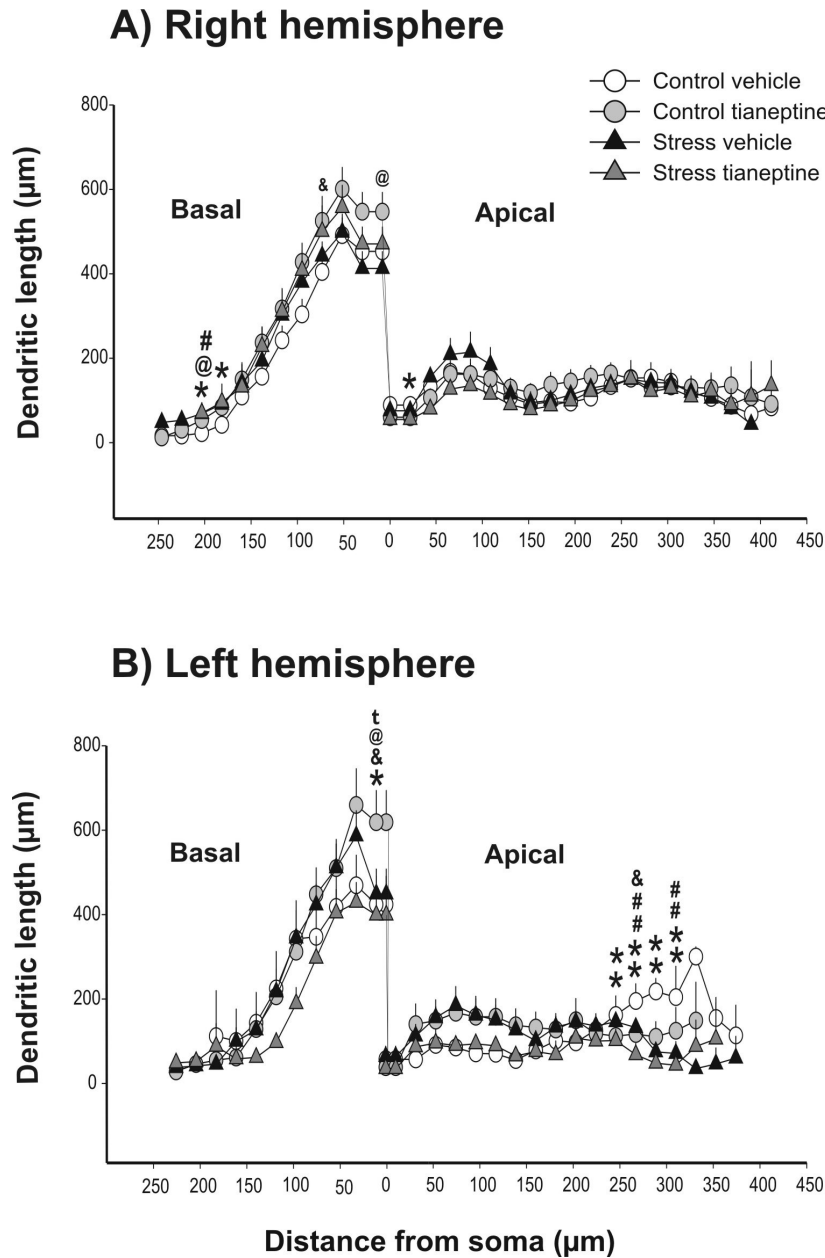 A) Right hemisphere
Control vehicle
Control tianeptine
Stress vehicle
Stress tianeptine
Dendritic length (µm)
800
600
400
200
0
Basal
Apical
&
@
#
@
* *
*
250 200 150 100 50 0 50 100 150 200 250 300 350 400 450
B) Left hemisphere
Dendritic length (µm)
800
600
400
200
0
Basal
Apical
t
@
&
*
&
##
**
**
**
##
**
250 200 150 100 50 0 50 100 150 200 250 300 350 400 450
Distance from soma (µm)